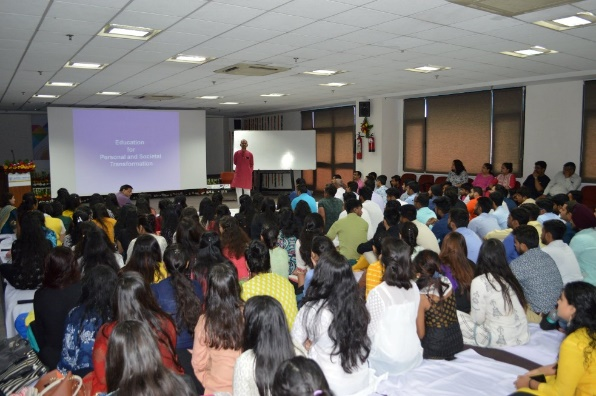 Education
for
Personal and Societal
Transformation